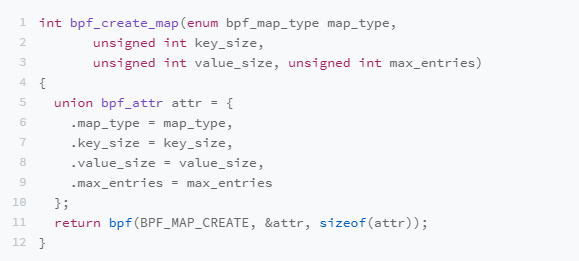 1 int bpf_create_map(enum bpf_map_type map_type,
2        unsigned int key_size,
3        unsigned int value_size, unsigned int max_entries)
4 {
5   union bpf_attr attr = {
6     .map_type = map_type,
7     .key_size = key_size,
8     .value_size = value_size,
9     .max_entries = max_entries
10   };
11   return bpf(BPF_MAP_CREATE, &attr, sizeof(attr));
12 }